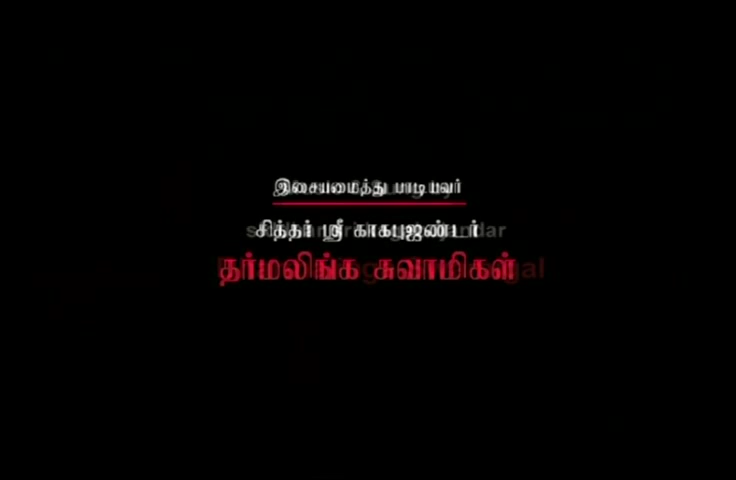 இசையமைத்து பாடியவர்
சித்தர் ஸ்ரீ காகபுஜண்டர்
தர்மலிங்க சுவாமிகள்